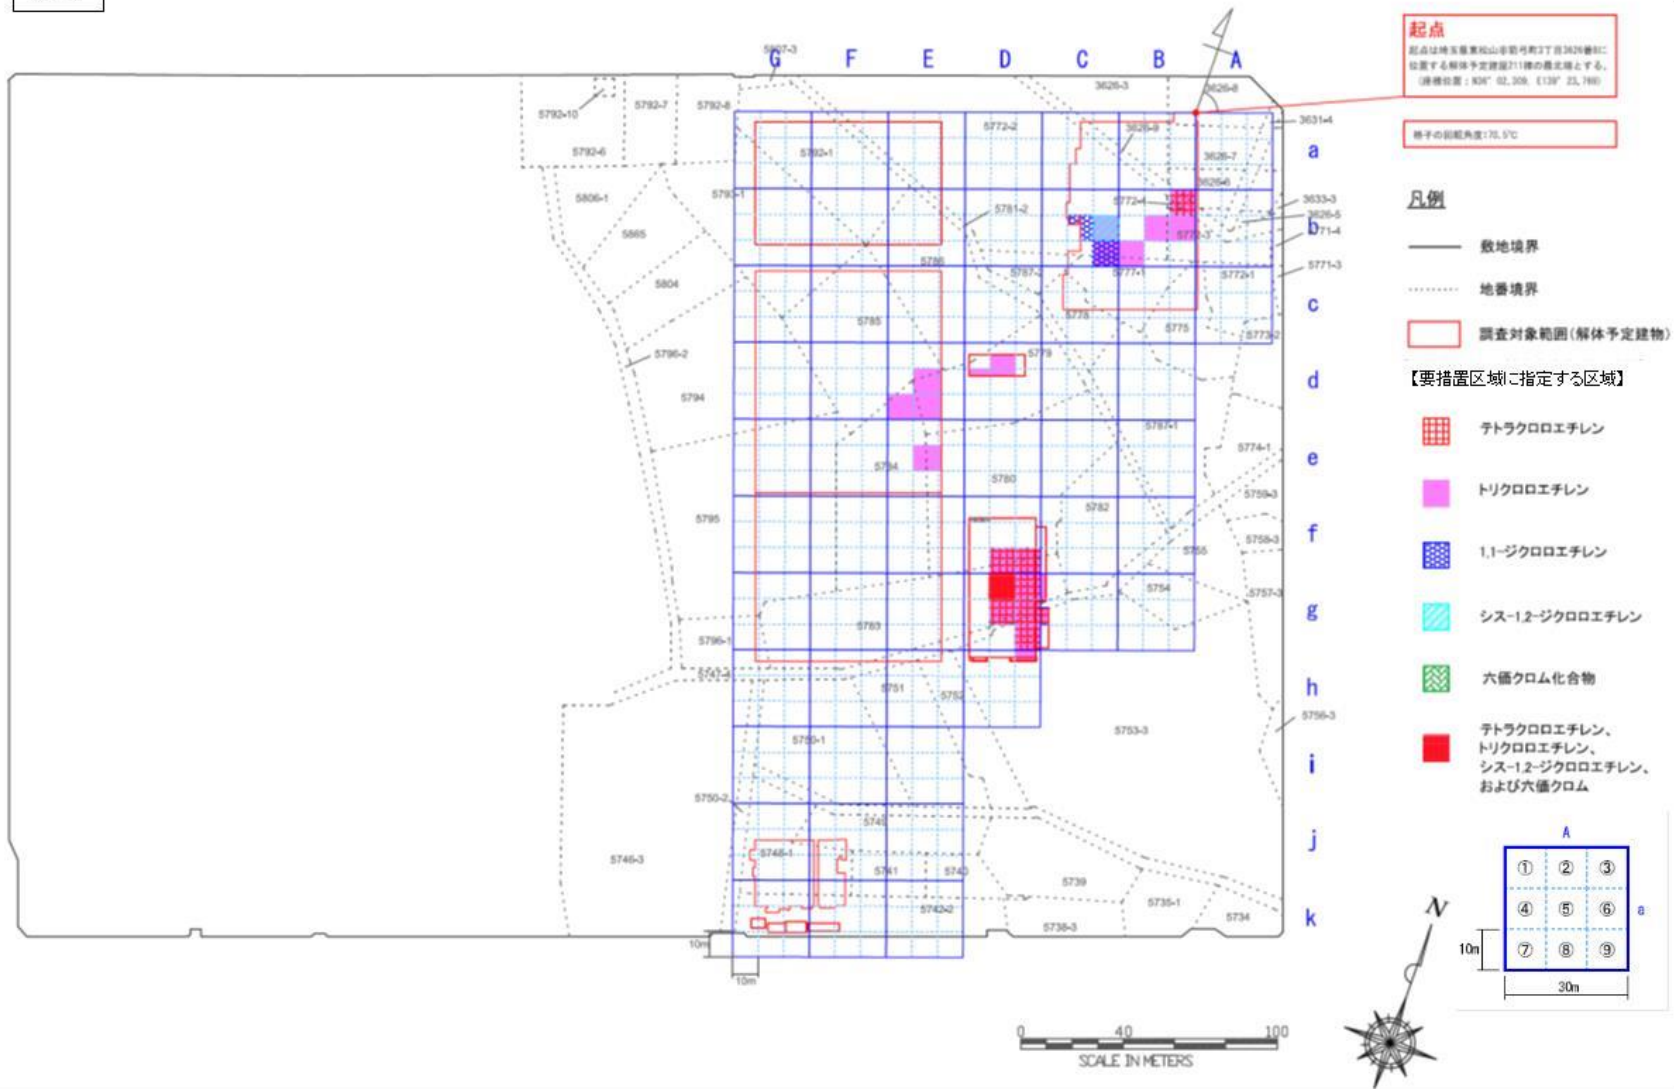 起点
起点は埼玉県東松山市箭弓町3丁目3626番8に
位置する解体予定建屋211棟の最北端とする。
格子の回転角度:70.5℃
凡例
敷地境界
地番境界
調査対象範囲(解体予定建物)
【要措置区域に指定する区域】
テトラクロロエチレン
トリクロロエチレン
1,1-ジクロロエチレン
シス-1,2-ジクロロエチレン
六価クロム化合物
テトラクロロエチレン、
トリクロロエチレン、
シス-1,2-ジクロロエチレン、
および六価クロム
G F E D C B A
a
b
c
d
e
f
g
h
i
j
k
5807-3
5792-10
5792-7
5792-8
5792-6
5792-1
5772-2
3626-3
3626-8
3626-9
3631-4
3626-7
3633-3
3626-5
5771-4
5771-3
5806-1
5865
5804
5781-2
5786
5787-2
5777-1
5772-1
5772-3
5778
5775
5773-2
5785
5779
5796-2
5794
5787-1
5774-1
5780
5784
5759-3
5795
5782
5758-3
5755
5754
5757-3
5783
5796-1
5751
5752
5756-3
5753-3
5750-1
5750-2
5746-3
5748-1
5741
5740
5739
5742-2
5735-1
5734
5738-3
10m
10m
0 40 100
SCALE IN METERS
N
A
① ② ③
④ ⑤ ⑥
⑦ ⑧ ⑨
a
10m
30m